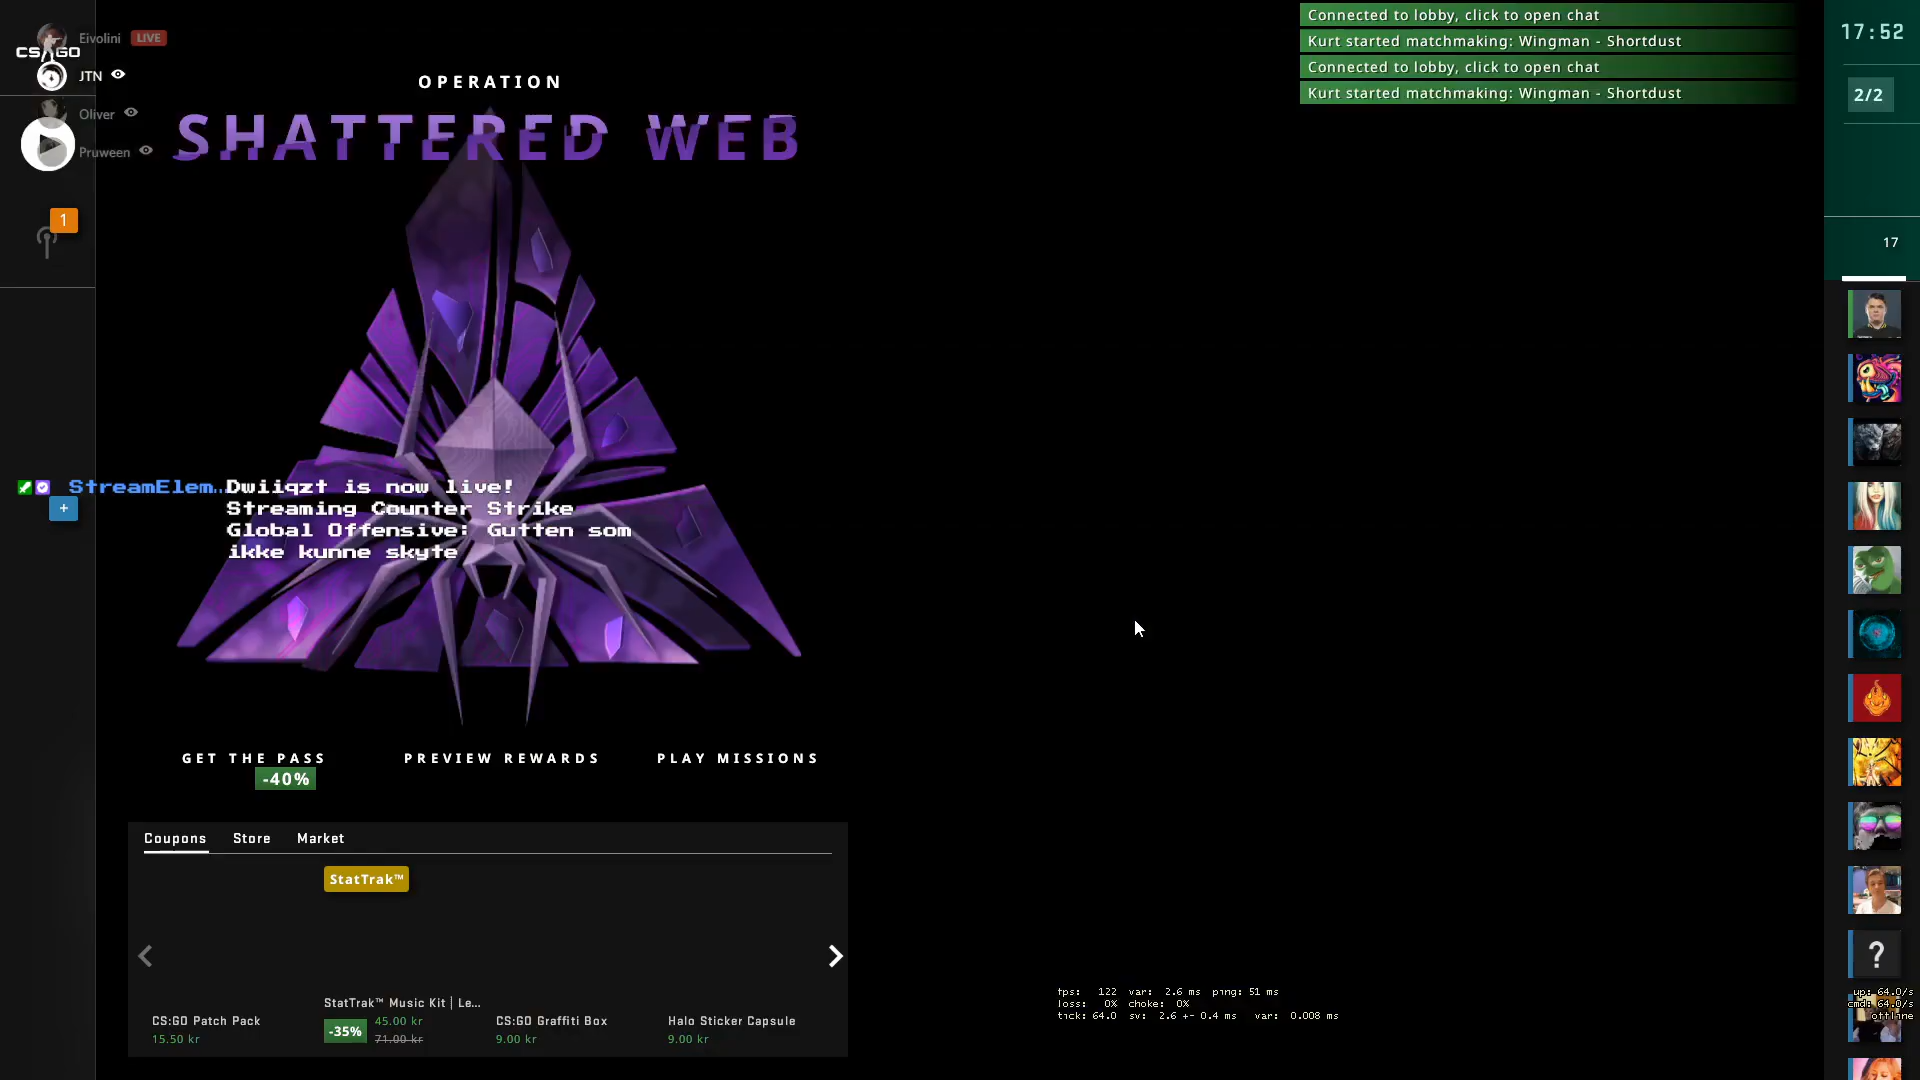 Eivolini LIVE
CS:GO
JTN
Oliver
Pruween
1
OPERATION
SHATTERED WEB
Connected to lobby, click to open chat
Kurt started matchmaking: Wingman - Shortdust
Connected to lobby, click to open chat
Kurt started matchmaking: Wingman - Shortdust
17:52
2/2
17
StreamElem... Dwiiqzt is now live!
Streaming Counter Strike
Global Offensive: Gutten som
ikke kunne skyte
+
GET THE PASS PREVIEW REWARDS PLAY MISSIONS
-40%
Coupons Store Market
StatTrak™
CS:GO Patch Pack
15.50 kr
StatTrak™ Music Kit | Le...
-35% 45.00 kr
71.00 kr
CS:GO Graffiti Box
9.00 kr
Halo Sticker Capsule
9.00 kr
fps: 122 var: 2.6 ms ping: 51 ms
loss: 0% choke: 0%
tick: 64.0 sv: 2.6 +- 0.4 ms var: 0.008 ms
?
up: 64.0/s
cmd: 64.0/s
offline